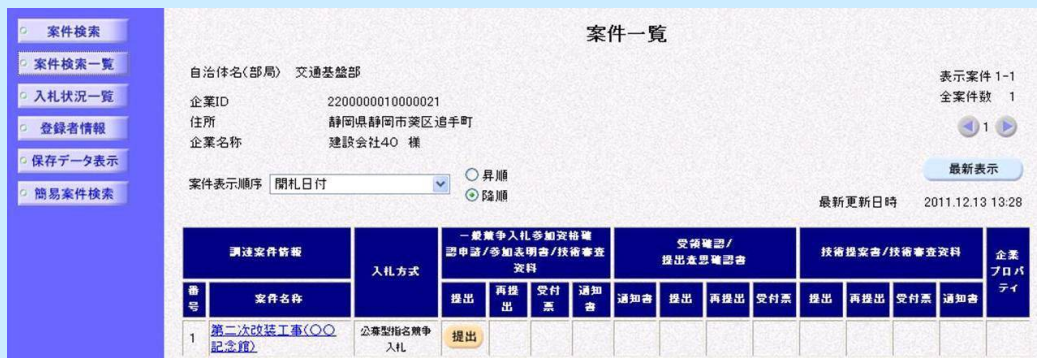 案件検索
案件検索一覧
入札状況一覧
登録者情報
保存データ表示
簡易案件検索
案件一覧
自治体名(部局) 交通基盤部
表示案件 1-1
全案件数 1
企業ID 2200000010000021
住所 静岡県静岡市葵区追手町
企業名称 建設会社40 様
1
案件表示順序 開札日付
昇順
降順
最新表示
最新更新日時 2011.12.13 13:28
調達案件情報
入札方式
一般競争入札参加資格確
認申請/参加表明書/技術審査
資料
受領確認/
提出意思確認書
技術提案書/技術審査資料
企業
プロパ
ティ
番
号
案件名称
提出
再提
出
受付
票
通知
書
通知書
提出
再提出
受付票
提出
再提出
受付票
通知書
1
第二次改装工事(〇〇
記念館)
公募型指名競争
入札
提出